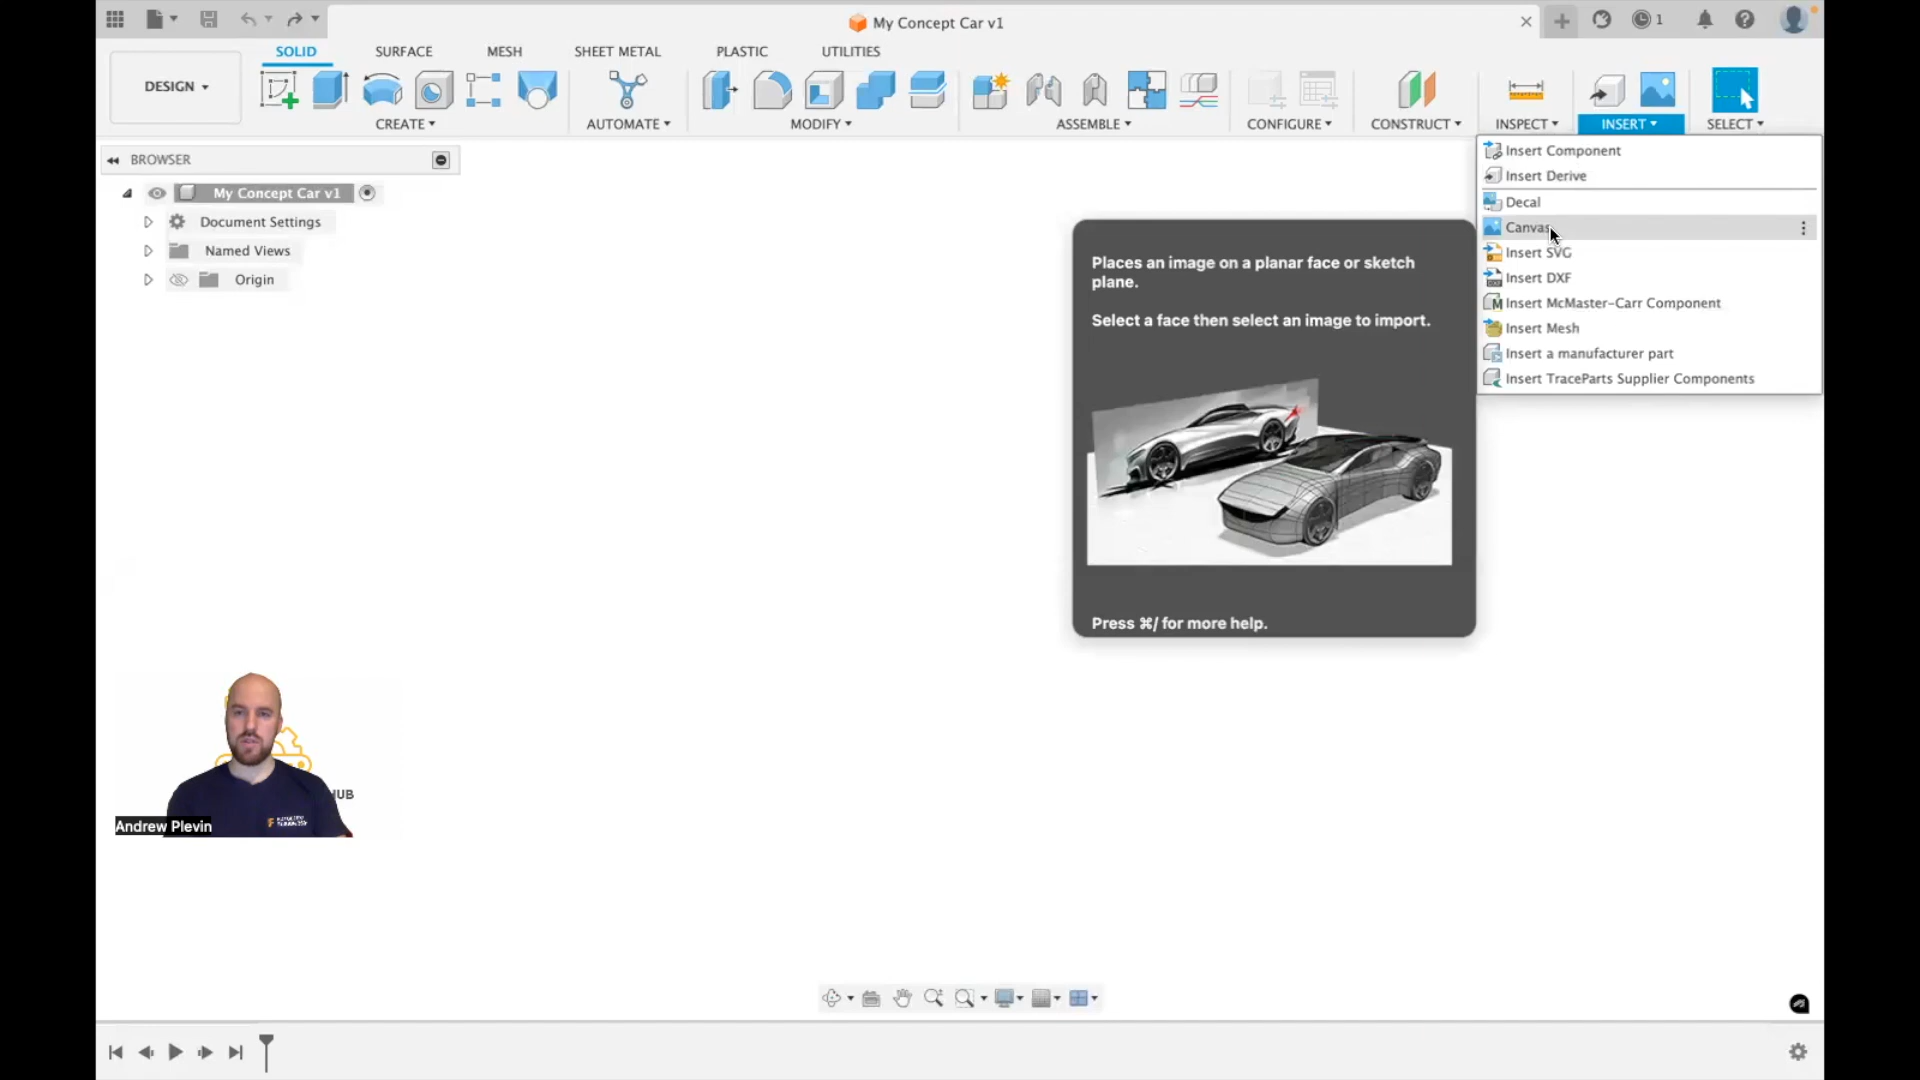 My Concept Car v1
1
DESIGN
SOLID
SURFACE
MESH
SHEET METAL
PLASTIC
UTILITIES
CREATE
AUTOMATE
MODIFY
ASSEMBLE
CONFIGURE
CONSTRUCT
INSPECT
INSERT
SELECT
BROWSER
My Concept Car v1
Document Settings
Named Views
Origin
Insert Component
Insert Derive
Decal
Canvas
Insert SVG
Insert DXF
Insert McMaster-Carr Component
Insert Mesh
Insert a manufacturer part
Insert TraceParts Supplier Components
Places an image on a planar face or sketch
plane.
Select a face then select an image to import.
Press ⌘/ for more help.
HUB
Andrew Plevin